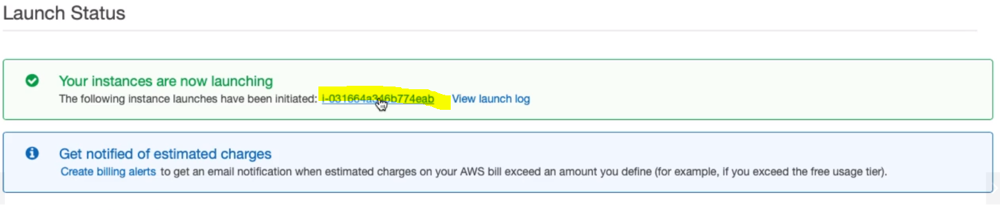 Launch Status
Your instances are now launching
The following instance launches have been initiated: i-031664a346b774eab View launch log
Get notified of estimated charges
Create billing alerts to get an email notification when estimated charges on your AWS bill exceed an amount you define (for example, if you exceed the free usage tier).